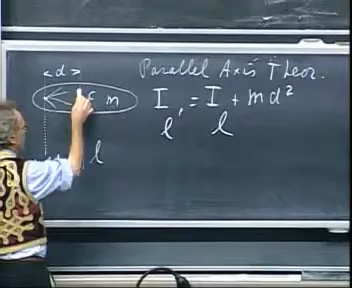 <d> Parallel Axis Theor.
m I = I + md²
l' l
l